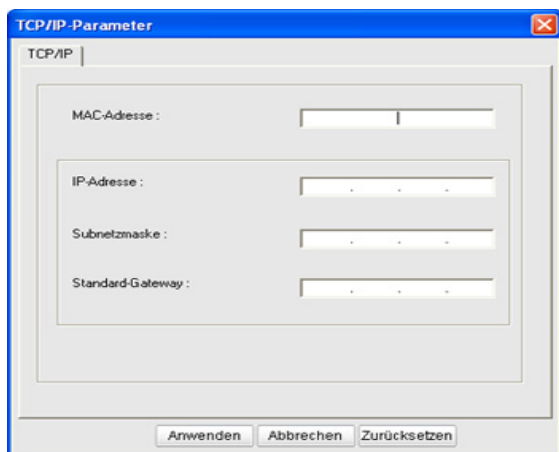 TCP/IP-Parameter
TCP/IP
MAC-Adresse :
IP-Adresse :
. . .
Subnetzmaske :
. . .
Standard-Gateway :
. . .
Anwenden Abbrechen Zurücksetzen